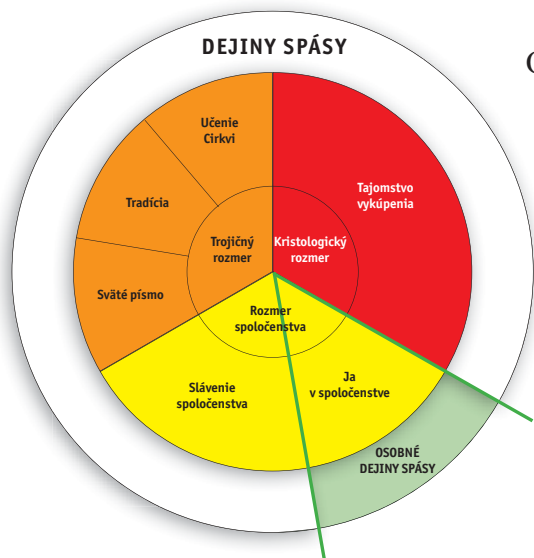 DEJINY SPÁSY
Učenie
Cirkvi
Tradícia
Sväté písmo
Trojičný
rozmer
Kristologický
rozmer
Tajomstvo
vykúpenia
Rozmer
spoločenstva
Slávenie
spoločenstva
Ja
v spoločenstve
OSOBNÉ
DEJINY SPÁSY